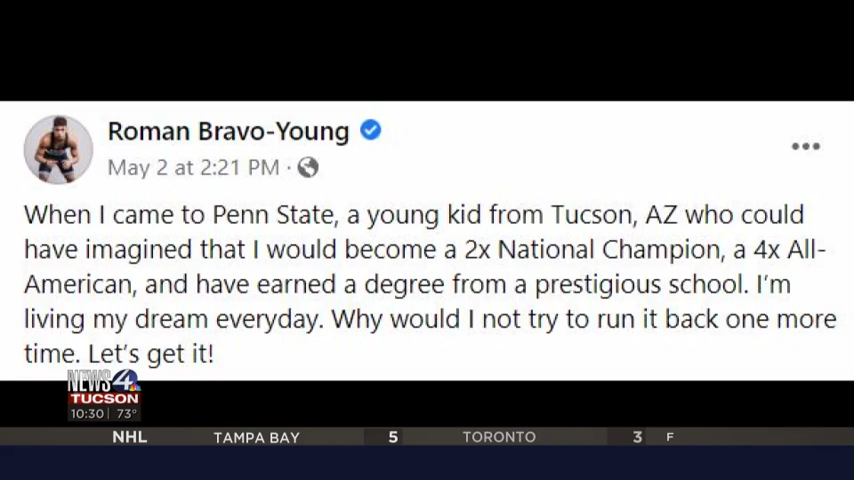 Roman Bravo-Young
May 2 at 2:21 PM ·
When I came to Penn State, a young kid from Tucson, AZ who could
have imagined that I would become a 2x National Champion, a 4x All-
American, and have earned a degree from a prestigious school. I'm
living my dream everyday. Why would I not try to run it back one more
time. Let's get it!
NEWS 4
TUCSON
10:30 | 73°
NHL TAMPA BAY 5 TORONTO 3 F